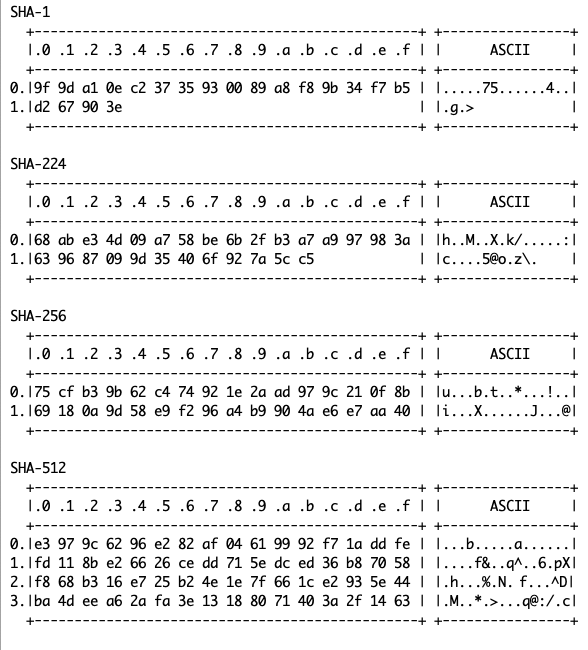 SHA-1
+------------------------------------------------+ +----------------+
|.0 .1 .2 .3 .4 .5 .6 .7 .8 .9 .a .b .c .d .e .f | |      ASCII     |
+------------------------------------------------+ +----------------+
0.|9f 9d a1 0e c2 37 35 93 00 89 a8 f8 9b 34 f7 b5 | |.....75......4..|
1.|d2 67 90 3e                                     | |.g.>            |
+------------------------------------------------+ +----------------+
SHA-224
+------------------------------------------------+ +----------------+
|.0 .1 .2 .3 .4 .5 .6 .7 .8 .9 .a .b .c .d .e .f | |      ASCII     |
+------------------------------------------------+ +----------------+
0.|68 ab e3 4d 09 a7 58 be 6b 2f b3 a7 a9 97 98 3a | |h..M..X.k/.....:|
1.|63 96 87 09 9d 35 40 6f 92 7a 5c c5             | |c....5@o.z\.    |
+------------------------------------------------+ +----------------+
SHA-256
+------------------------------------------------+ +----------------+
|.0 .1 .2 .3 .4 .5 .6 .7 .8 .9 .a .b .c .d .e .f | |      ASCII     |
+------------------------------------------------+ +----------------+
0.|75 cf b3 9b 62 c4 74 92 1e 2a ad 97 9c 21 0f 8b | |u...b.t..*...!..|
1.|69 18 0a 9d 58 e9 f2 96 a4 b9 90 4a e6 e7 aa 40 | |i...X......J...@|
+------------------------------------------------+ +----------------+
SHA-512
+------------------------------------------------+ +----------------+
|.0 .1 .2 .3 .4 .5 .6 .7 .8 .9 .a .b .c .d .e .f | |      ASCII     |
+------------------------------------------------+ +----------------+
0.|e3 97 9c 62 96 e2 82 af 04 61 99 92 f7 1a dd fe | |...b.....a......|
1.|fd 11 8b e2 66 26 ce dd 71 5e dc ed 36 b8 70 58 | |....f&..q^..6.pX|
2.|f8 68 b3 16 e7 25 b2 4e 1e 7f 66 1c e2 93 5e 44 | |.h...%.N. f...^D|
3.|ba 4d ee a6 2a fa 3e 13 18 80 71 40 3a 2f 14 63 | |.M..*.>...q@:/.c|
+------------------------------------------------+ +----------------+